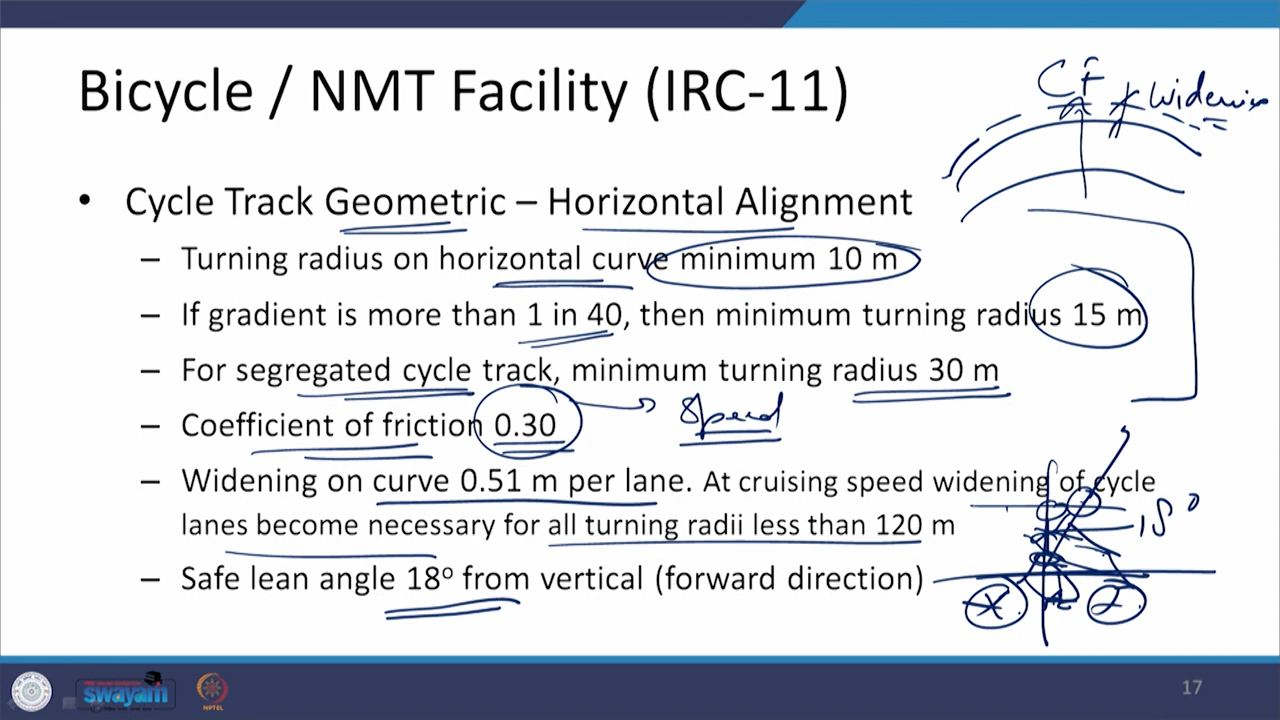 Bicycle / NMT Facility (IRC-11)
CF
Widening
• Cycle Track Geometric – Horizontal Alignment
– Turning radius on horizontal curve minimum 10 m
– If gradient is more than 1 in 40, then minimum turning radius 15 m
– For segregated cycle track, minimum turning radius 30 m
– Coefficient of friction 0.30
Speed
– Widening on curve 0.51 m per lane. At cruising speed widening of cycle
lanes become necessary for all turning radii less than 120 m
18°
– Safe lean angle 18º from vertical (forward direction)
swayam
NPTEL
17